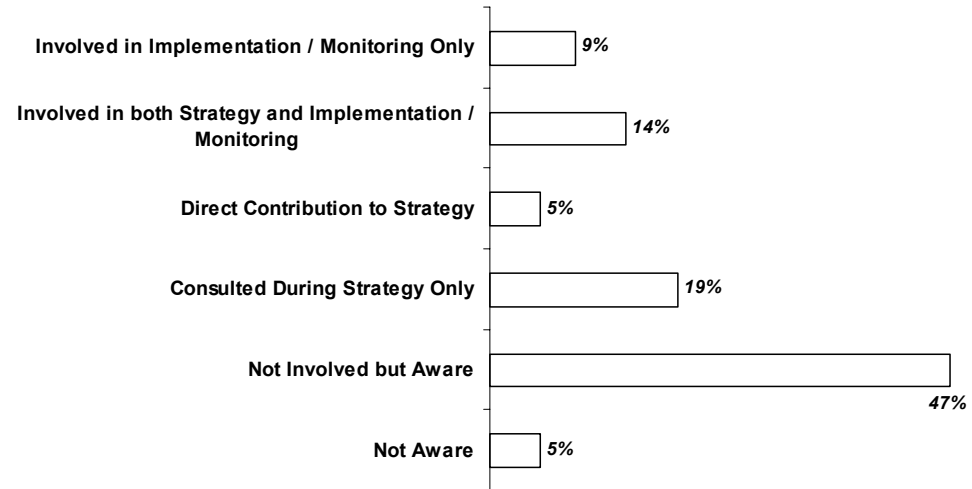 Involved in Implementation / Monitoring Only
9%
Involved in both Strategy and Implementation /
Monitoring
14%
Direct Contribution to Strategy
5%
Consulted During Strategy Only
19%
Not Involved but Aware
47%
Not Aware
5%